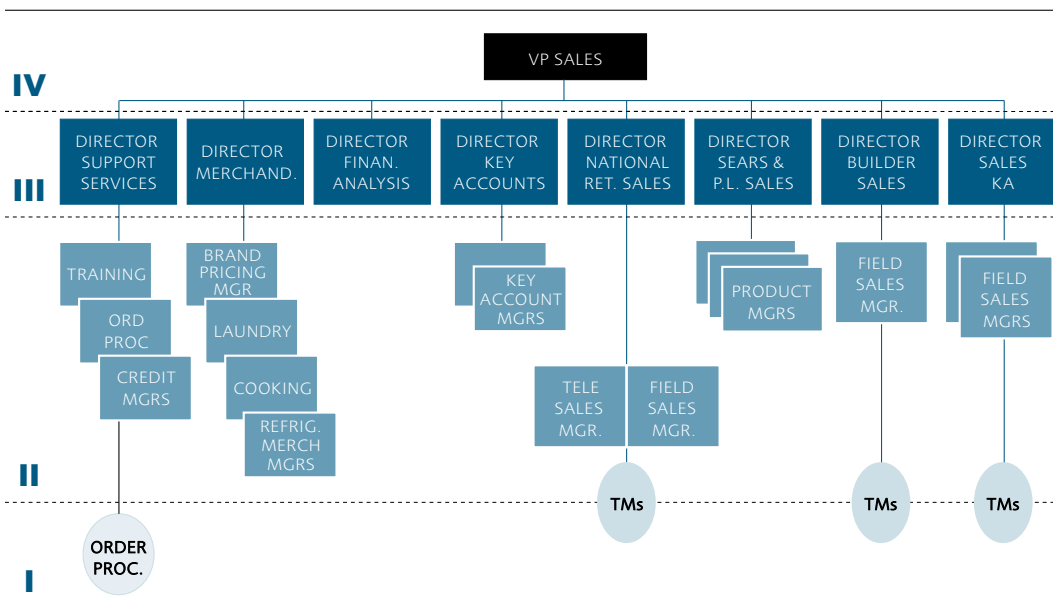 VP SALES
IV
DIRECTOR
SUPPORT
SERVICES
DIRECTOR
MERCHAND.
DIRECTOR
FINAN.
ANALYSIS
DIRECTOR
KEY
ACCOUNTS
DIRECTOR
NATIONAL
RET. SALES
DIRECTOR
SEARS &
P.L. SALES
DIRECTOR
BUILDER
SALES
DIRECTOR
SALES
KA
III
TRAINING
ORD
PROC
CREDIT
MGRS
BRAND
PRICING
MGR
LAUNDRY
COOKING
REFRIG.
MERCH
MGRS
KEY
ACCOUNT
MGRS
TELE
SALES
MGR.
FIELD
SALES
MGR.
PRODUCT
MGRS
FIELD
SALES
MGR.
FIELD
SALES
MGRS
II
TMs
TMs
TMs
ORDER
PROC.
I